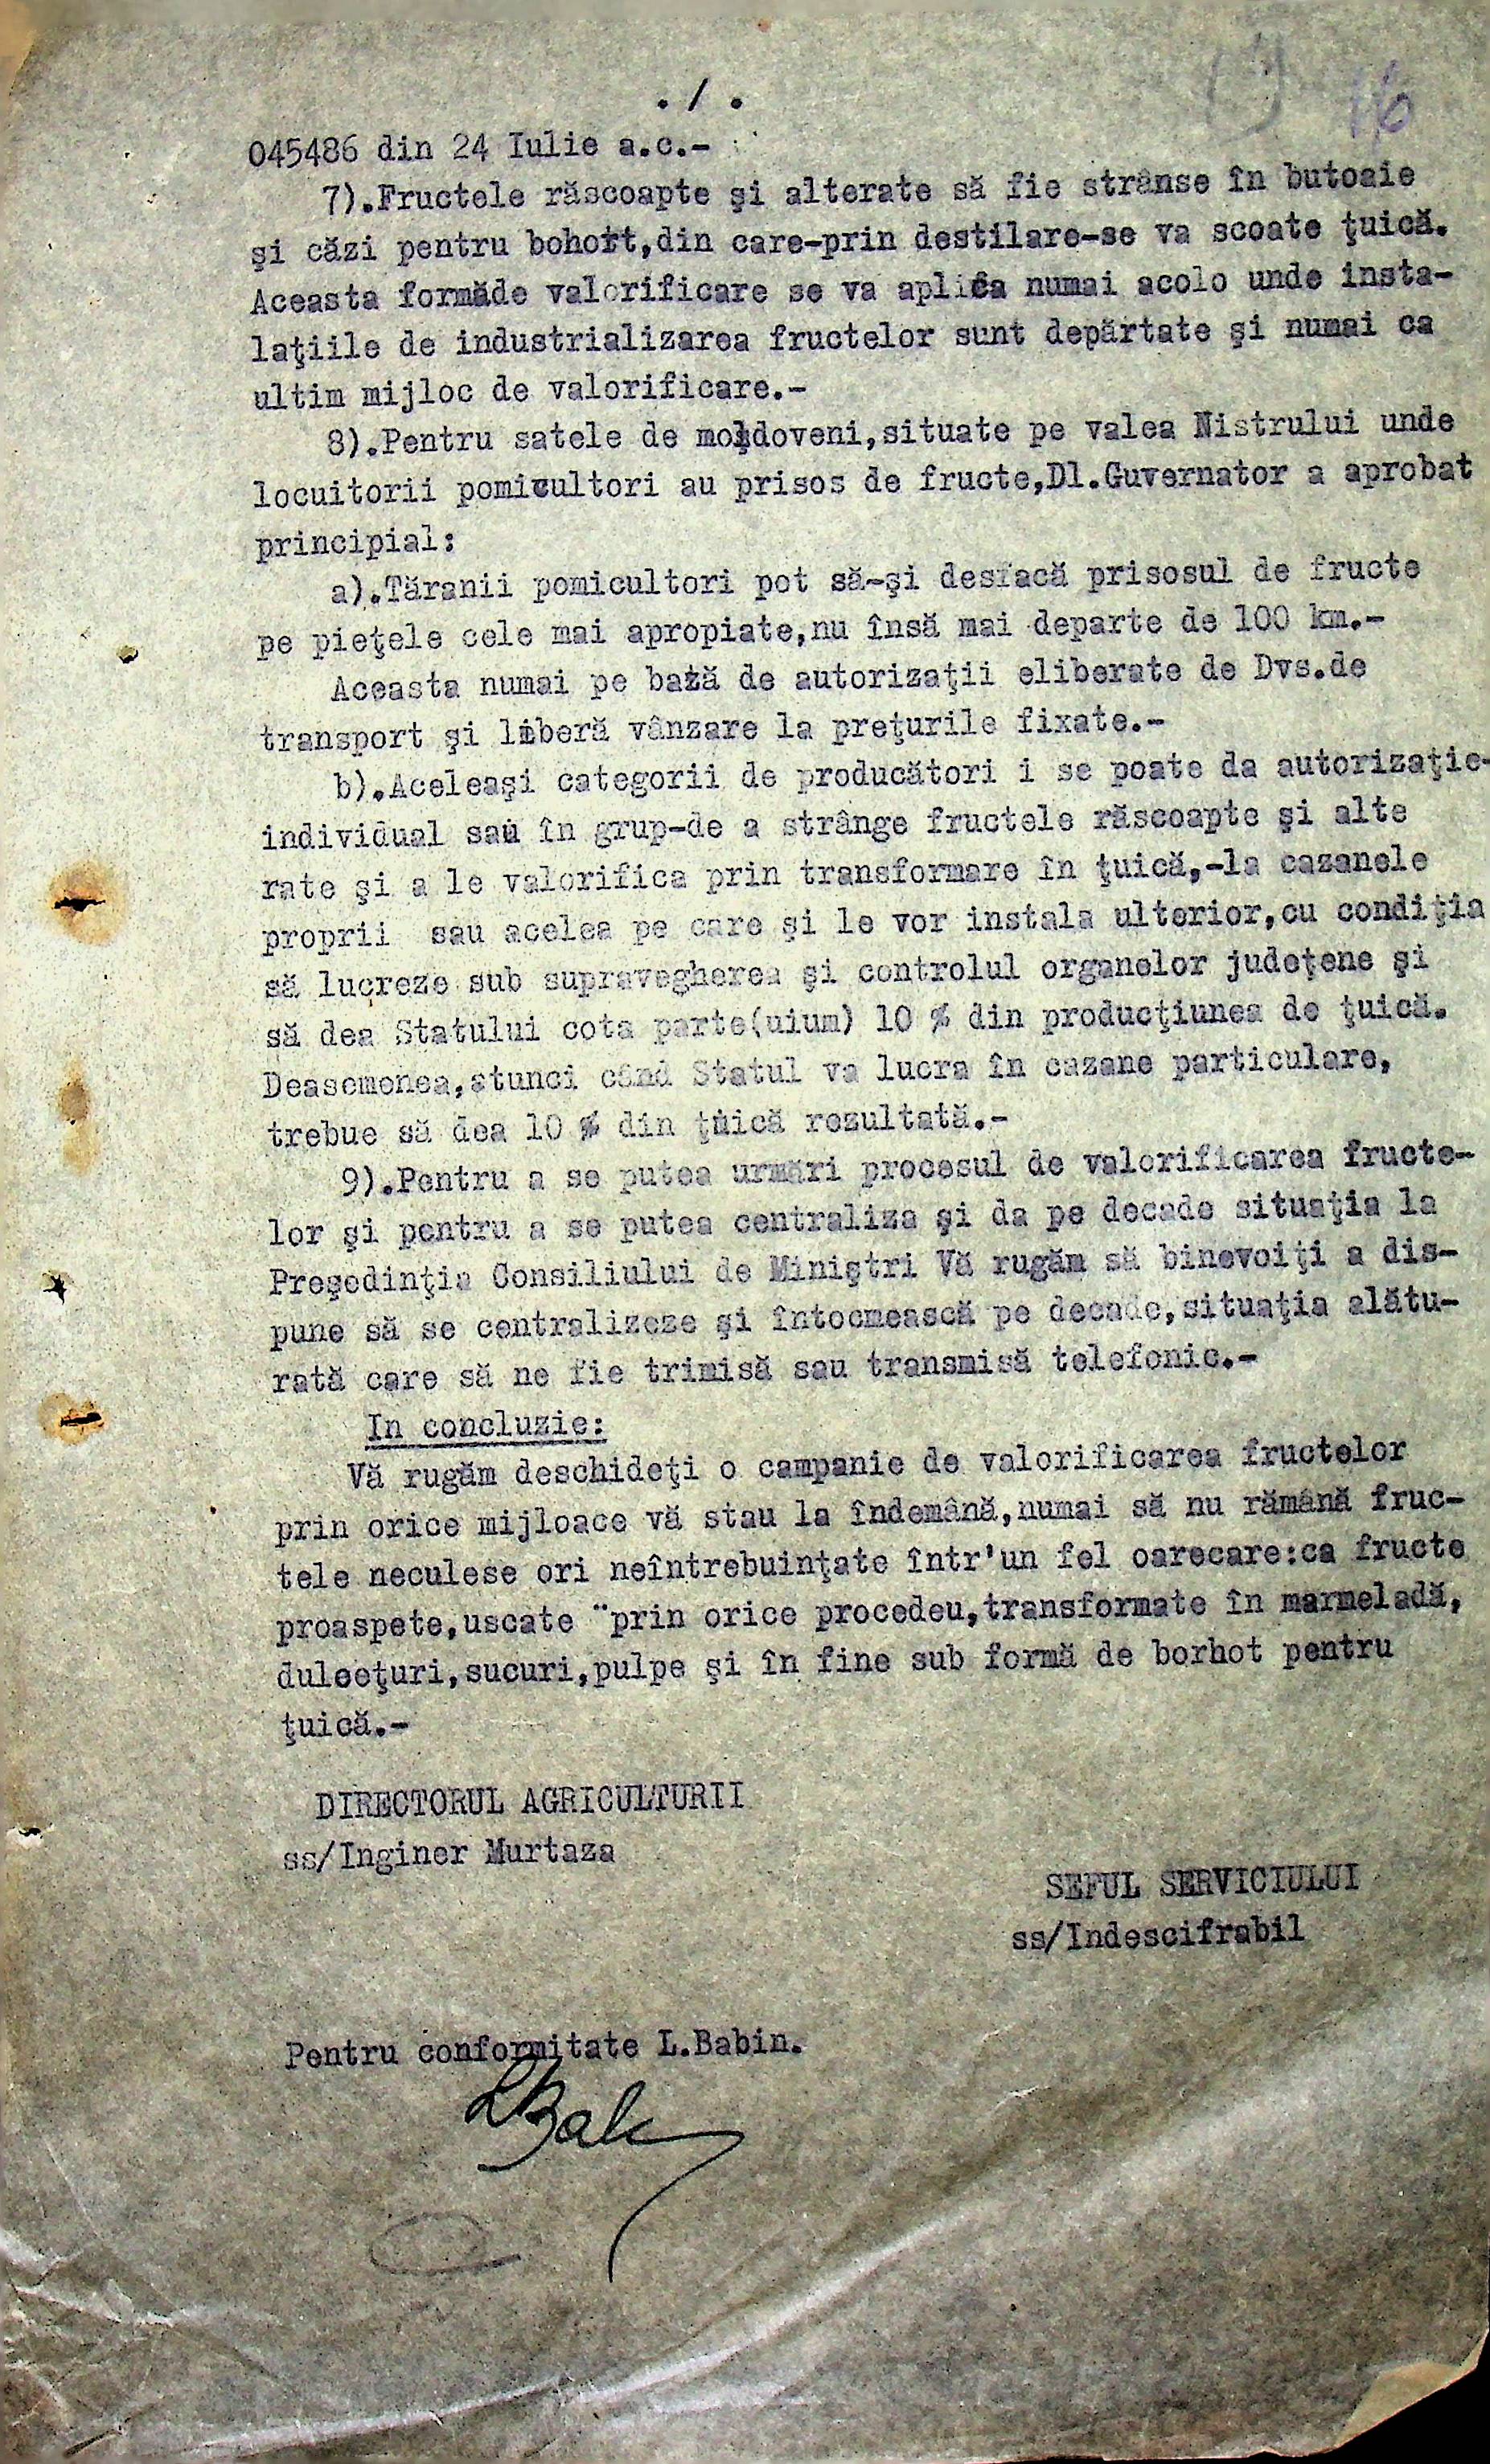 . / .
16
045486 din 24 Iulie a.c.-
7).Fructele răscoapte şi alterate să fie strânse în butoaie
şi căzi pentru bohort,din care-prin destilare-se va scoate ţuică.
Aceasta formăde valorificare se va aplica numai acolo unde insta-
laţiile de industrializarea fructelor sunt depărtate şi numai ca
ultim mijloc de valorificare.-
8).Pentru satele de moldoveni,situate pe valea Nistrului unde
locuitorii pomicultori au prisos de fructe,Dl.Guvernator a aprobat
principial:
a).Tăranii pomicultori pot să-şi desfacă prisosul de fructe
pe pieţele cele mai apropiate,nu însă mai departe de 100 km.-
Aceasta numai pe bază de autorizaţii eliberate de Dvs.de
transport şi liberă vânzare la preţurile fixate.-
b).Aceleaşi categorii de producători i se poate da autorizaţie-
individual sau în grup-de a strânge fructele răscoapte şi alte
rate şi a le valorifica prin transformare în ţuică,-la cazanele
proprii sau acelea pe care şi le vor instala ulterior,cu condiţia
să lucreze sub supravegherea şi controlul organelor judeţene şi
să dea Statului cota parte(uium) 10 % din producţiunea de ţuică.
Deasemenea,atunci când Statul va lucra în cazane particulare,
trebue să dea 10 % din ţuică rezultată.-
9).Pentru a se putea urmări procesul de valorificarea fructe-
lor şi pentru a se putea centraliza şi da pe decade situaţia la
Preşedinţia Consiliului de Miniştri Vă rugăm să binevoiţi a dis-
pune să se centralizeze şi întocmească pe decade,situaţia alătu-
rată care să ne fie trimisă sau transmisă telefonic.-
In concluzie:
Vă rugăm deschideţi o campanie de valorificarea fructelor
prin orice mijloace vă stau la îndemână,numai să nu rămână fruc-
tele neculese ori neîntrebuinţate într'un fel oarecare:ca fructe
proaspete,uscate ¨prin orice procedeu,transformate în marmeladă,
dulceţuri,sucuri,pulpe şi în fine sub formă de borhot pentru
ţuică.-
DIRECTORUL AGRICULTURII
ss/Inginer Murtaza
SEFUL SERVICIULUI
ss/Indescifrabil
Pentru conformitate L.Babin.